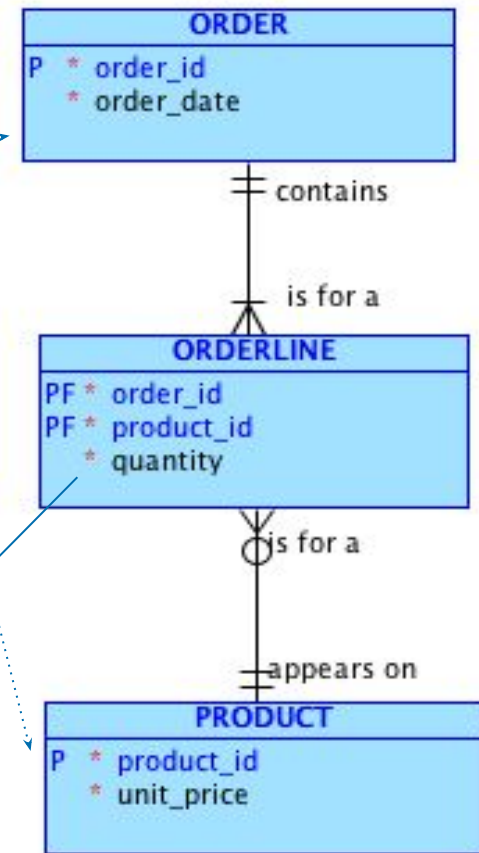 ORDER
P * order_id
* order_date
contains
is for a
ORDERLINE
PF * order_id
PF * product_id
* quantity
is for a
appears on
PRODUCT
P * product_id
* unit_price